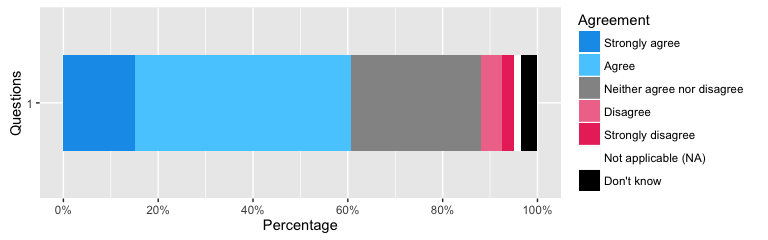 Agreement
Strongly agree
Agree
Neither agree nor disagree
Disagree
Strongly disagree
Not applicable (NA)
Don't know
Questions
1
0%
20%
40%
60%
80%
100%
Percentage